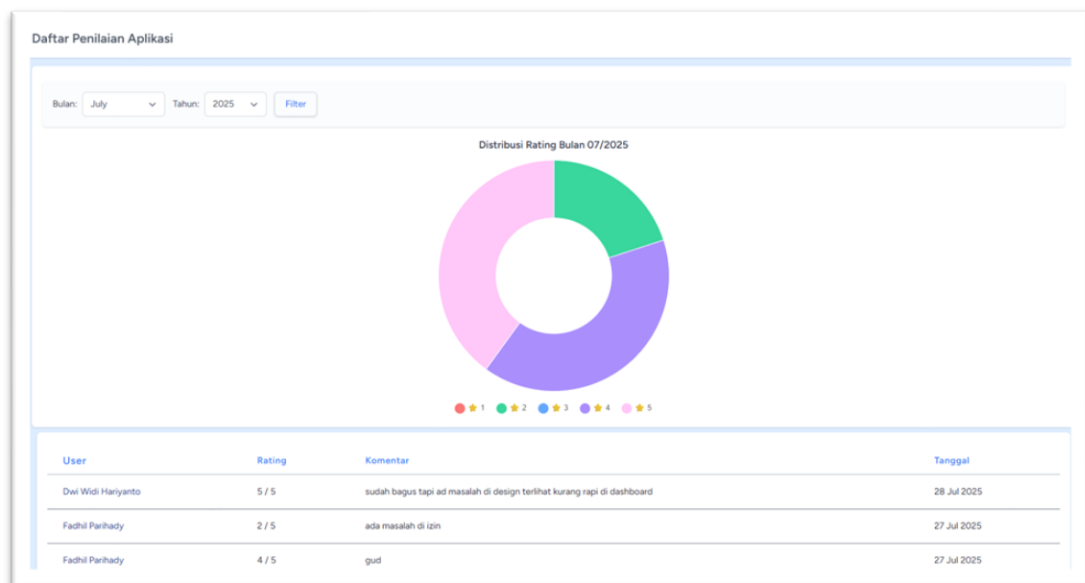 Daftar Penilaian Aplikasi
Bulan: July Tahun: 2025 Filter
Distribusi Rating Bulan 07/2025
1 2 3 4 5
User Rating Komentar Tanggal
Dwi Widi Hariyanto 5 / 5 sudah bagus tapi ad masalah di design terlihat kurang rapi di dashboard 28 Jul 2025
Fadhil Parihady 2 / 5 ada masalah di izin 27 Jul 2025
Fadhil Parihady 4 / 5 gud 27 Jul 2025